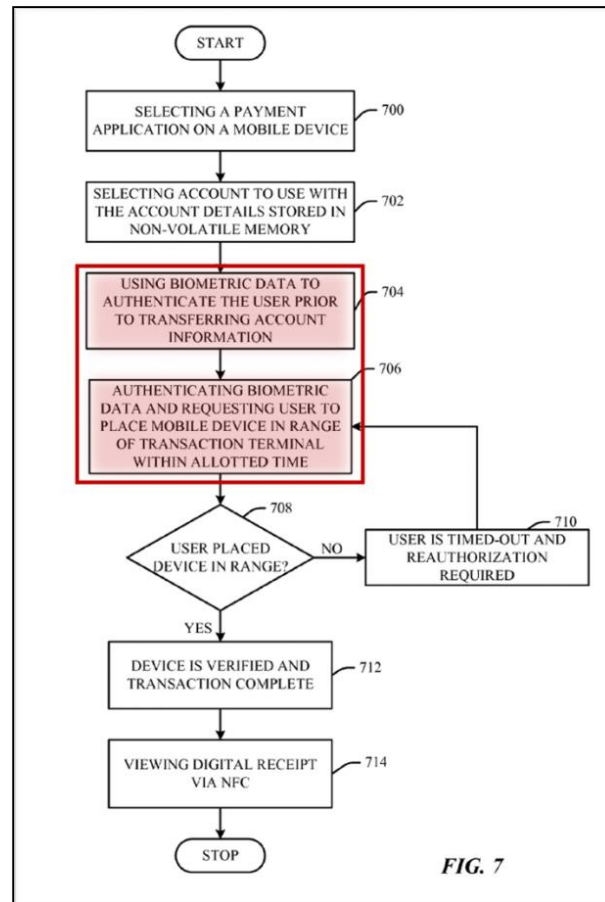 START
SELECTING A PAYMENT
APPLICATION ON A MOBILE
DEVICE
700
SELECTING ACCOUNT TO USE WITH
THE ACCOUNT DETAILS STORED IN
NON-VOLATILE MEMORY
702
USING BIOMETRIC DATA TO
AUTHENTICATE THE USER PRIOR
TO TRANSFERRING ACCOUNT
INFORMATION
704
AUTHENTICATING BIOMETRIC
DATA AND REQUESTING USER TO
PLACE MOBILE DEVICE IN RANGE
OF TRANSACTION TERMINAL
WITHIN ALLOTTED TIME
706
USER PLACED
DEVICE IN RANGE?
708
NO
USER IS TIMED-OUT AND
REAUTHORIZATION
REQUIRED
710
YES
DEVICE IS VERIFIED AND
TRANSACTION COMPLETE
712
VIEWING DIGITAL RECEIPT
VIA NFC
714
STOP
FIG. 7